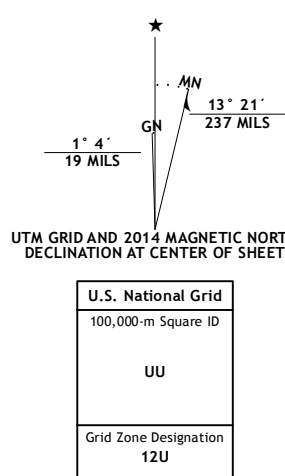 ★
MN
GN
13° 21´
237 MILS
1° 4´
19 MILS
UTM GRID AND 2014 MAGNETIC NORT
DECLINATION AT CENTER OF SHEET
U.S. National Grid
100,000-m Square ID
UU
Grid Zone Designation
12U